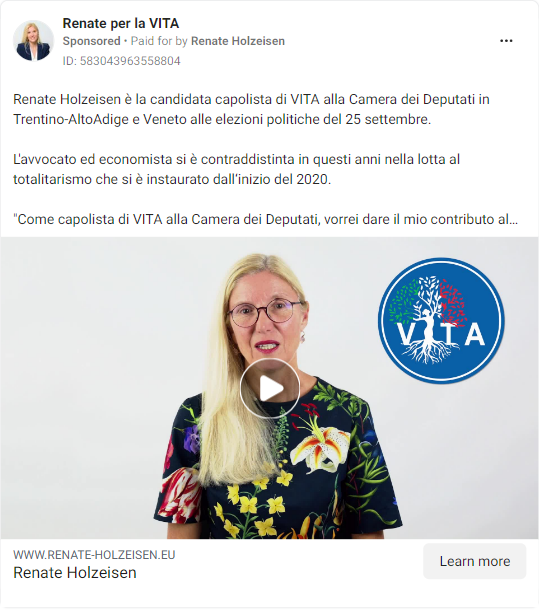 Renate per la VITA
Sponsored • Paid for by Renate Holzeisen
ID: 583043963558804
Renate Holzeisen è la candidata capolista di VITA alla Camera dei Deputati in
Trentino-AltoAdige e Veneto alle elezioni politiche del 25 settembre.
L'avvocato ed economista si è contraddistinta in questi anni nella lotta al
totalitarismo che si è instaurato dall'inizio del 2020.
"Come capolista di VITA alla Camera dei Deputati, vorrei dare il mio contributo al...
VITA
WWW.RENATE-HOLZEISEN.EU
Renate Holzeisen
Learn more